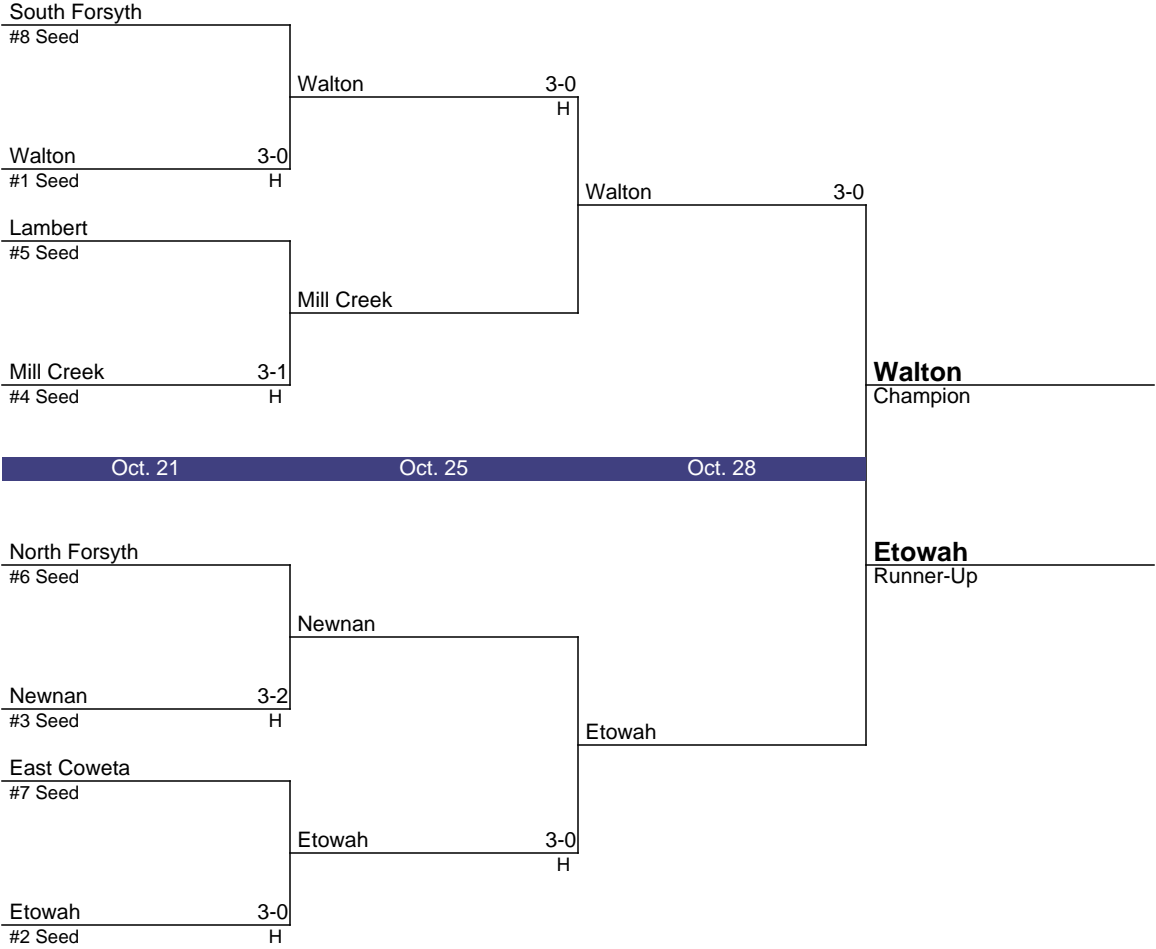 South Forsyth
#8 Seed
Walton 3-0
H
Walton 3-0
#1 Seed H
Walton 3-0
Lambert
#5 Seed
Mill Creek
Mill Creek 3-1
#4 Seed H
Walton
Champion
Oct. 21 Oct. 25 Oct. 28
North Forsyth
#6 Seed
Etowah
Runner-Up
Newnan
Newnan 3-2
#3 Seed H
Etowah
East Coweta
#7 Seed
Etowah 3-0
H
Etowah 3-0
#2 Seed H